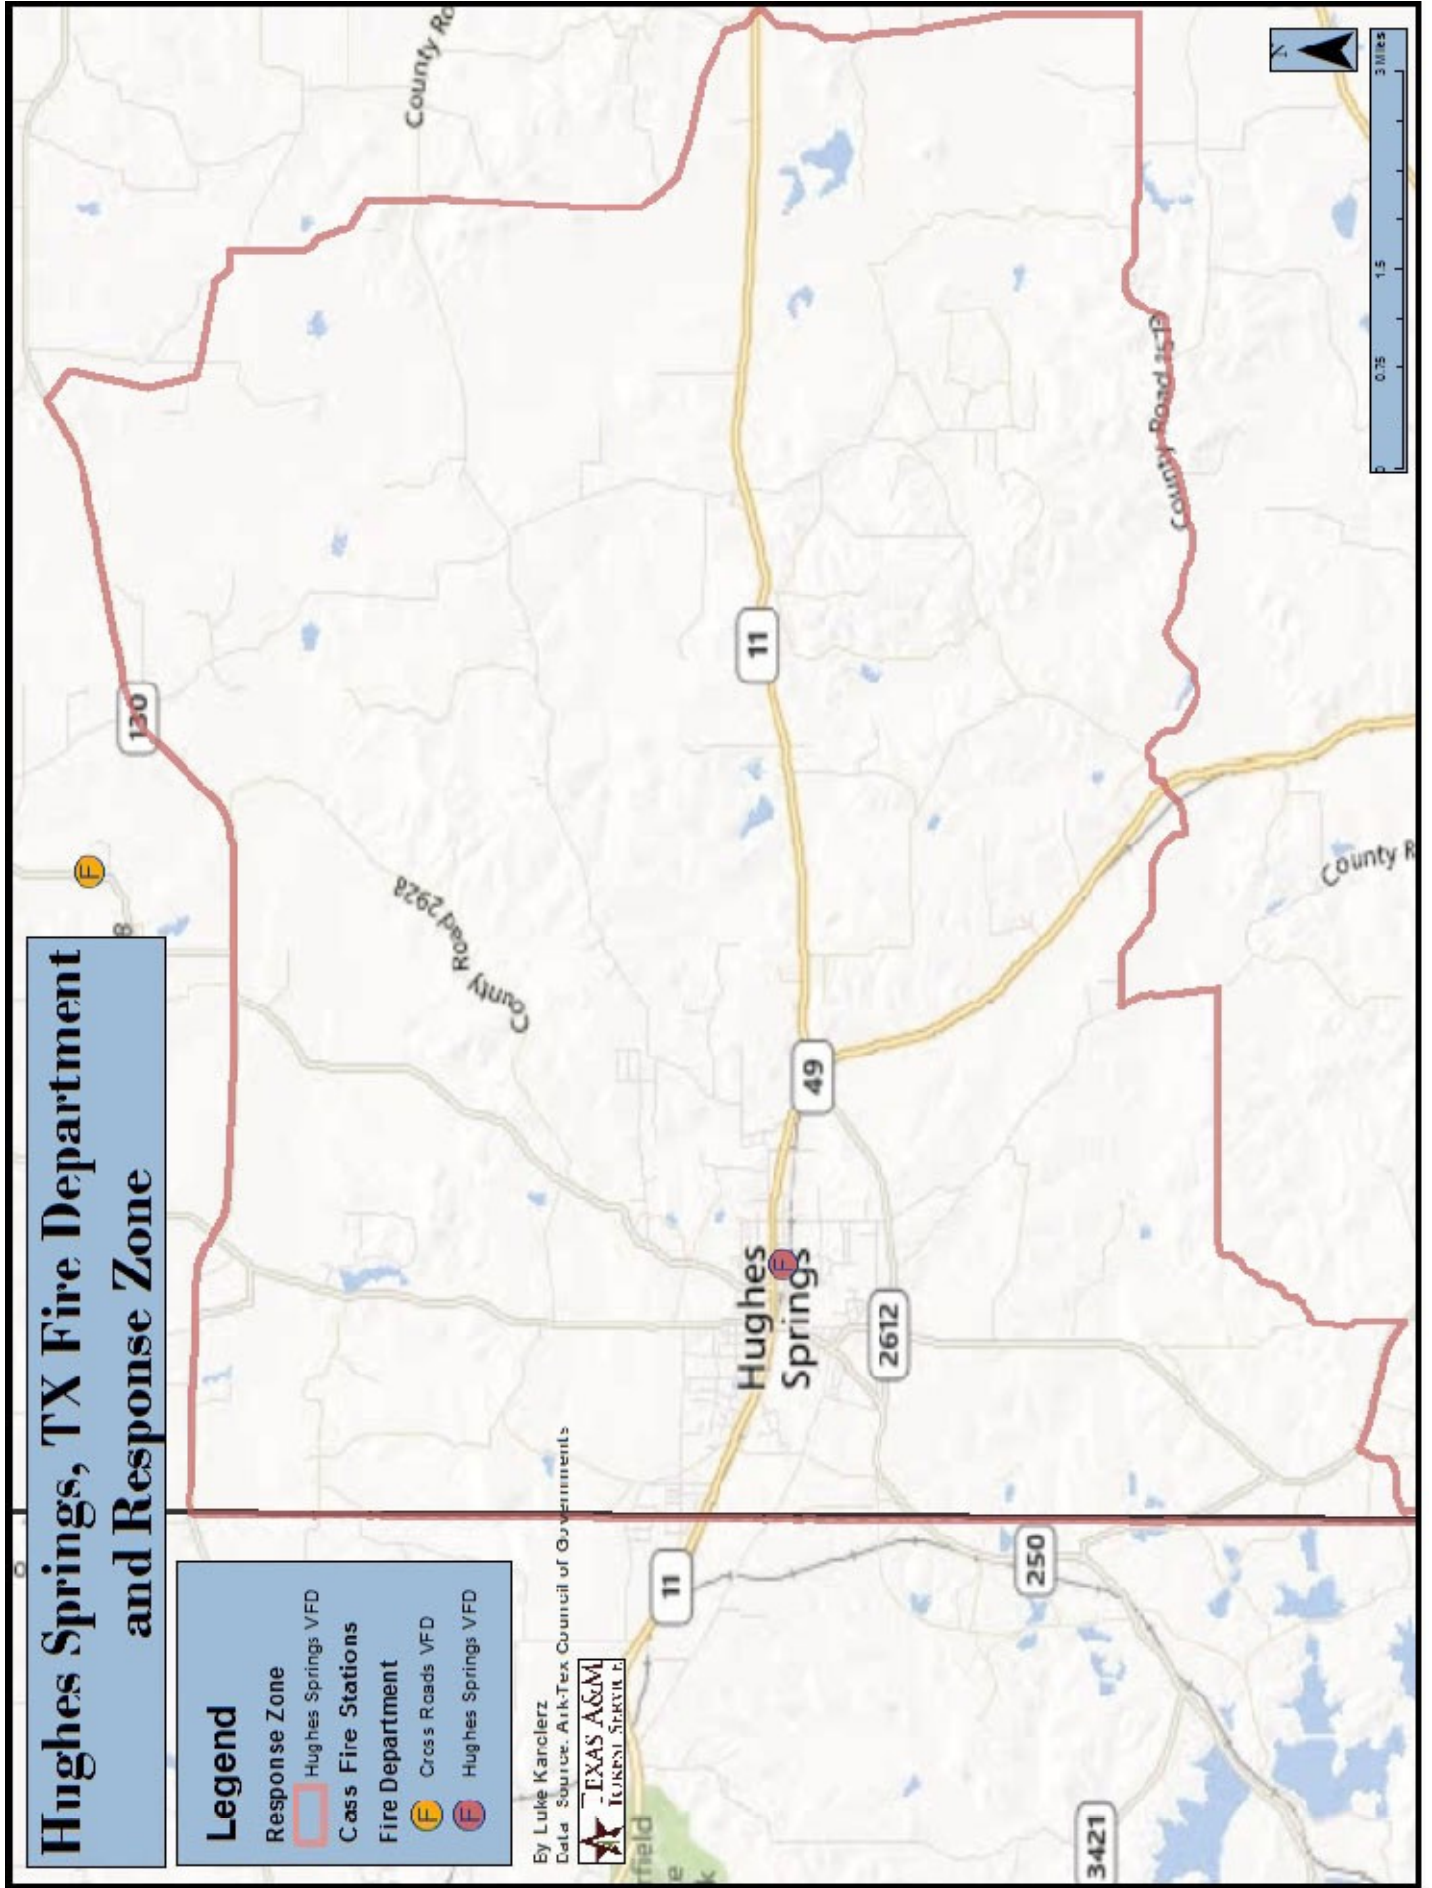 Hughes Springs, TX Fire Department
and Response Zone
Legend
Response Zone
Hughes Springs VFD
Cass Fire Stations
Fire Department
F Cross Roads VFD
F Hughes Springs VFD
By Luke Kanclerz
Data Source: Ark-Tex Council of Governments
TEXAS A&M
FOREST SERVICE
F
8
130
County Ro
County Road 2928
11
49
Hughes
Springs
F
2612
11
250
3421
field
e
k
County Road 1513
County R
N
0
0.75
1.5
3 Miles